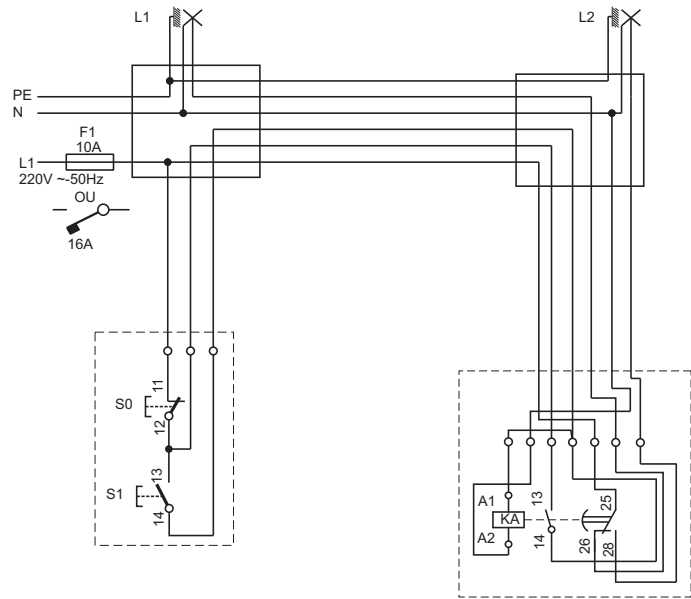 L1
L2
PE
N
F1
10A
L1
220V ~-50Hz
OU
16A
11
S0
12
13
S1
14
A1
KA
A2
13
14
25
26
28